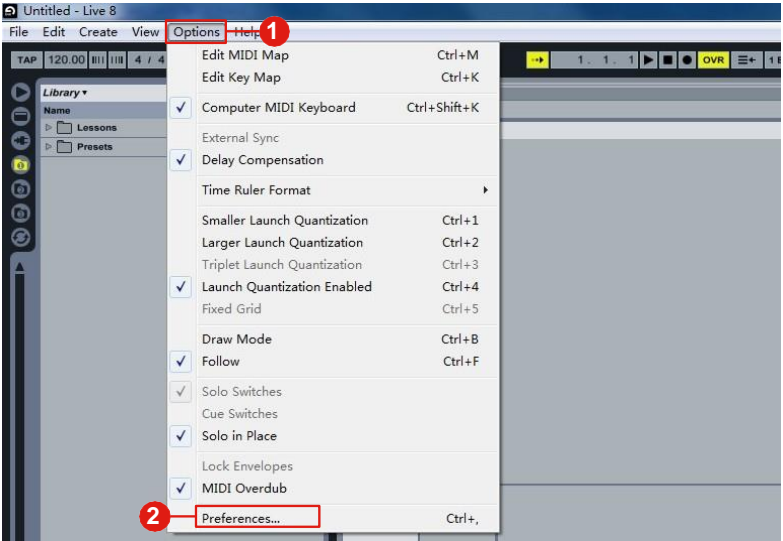 Untitled - Live 8
File Edit Create View Options Help 1
TAP 120.00 4 / 4 1. 1. 1 OVR
Library
Name
Lessons
Presets
Edit MIDI Map Ctrl+M
Edit Key Map Ctrl+K
Computer MIDI Keyboard Ctrl+Shift+K
External Sync
Delay Compensation
Time Ruler Format
Smaller Launch Quantization Ctrl+1
Larger Launch Quantization Ctrl+2
Triplet Launch Quantization Ctrl+3
Launch Quantization Enabled Ctrl+4
Fixed Grid Ctrl+5
Draw Mode Ctrl+B
Follow Ctrl+F
Solo Switches
Cue Switches
Solo in Place
Lock Envelopes
MIDI Overdub
2 Preferences... Ctrl+,